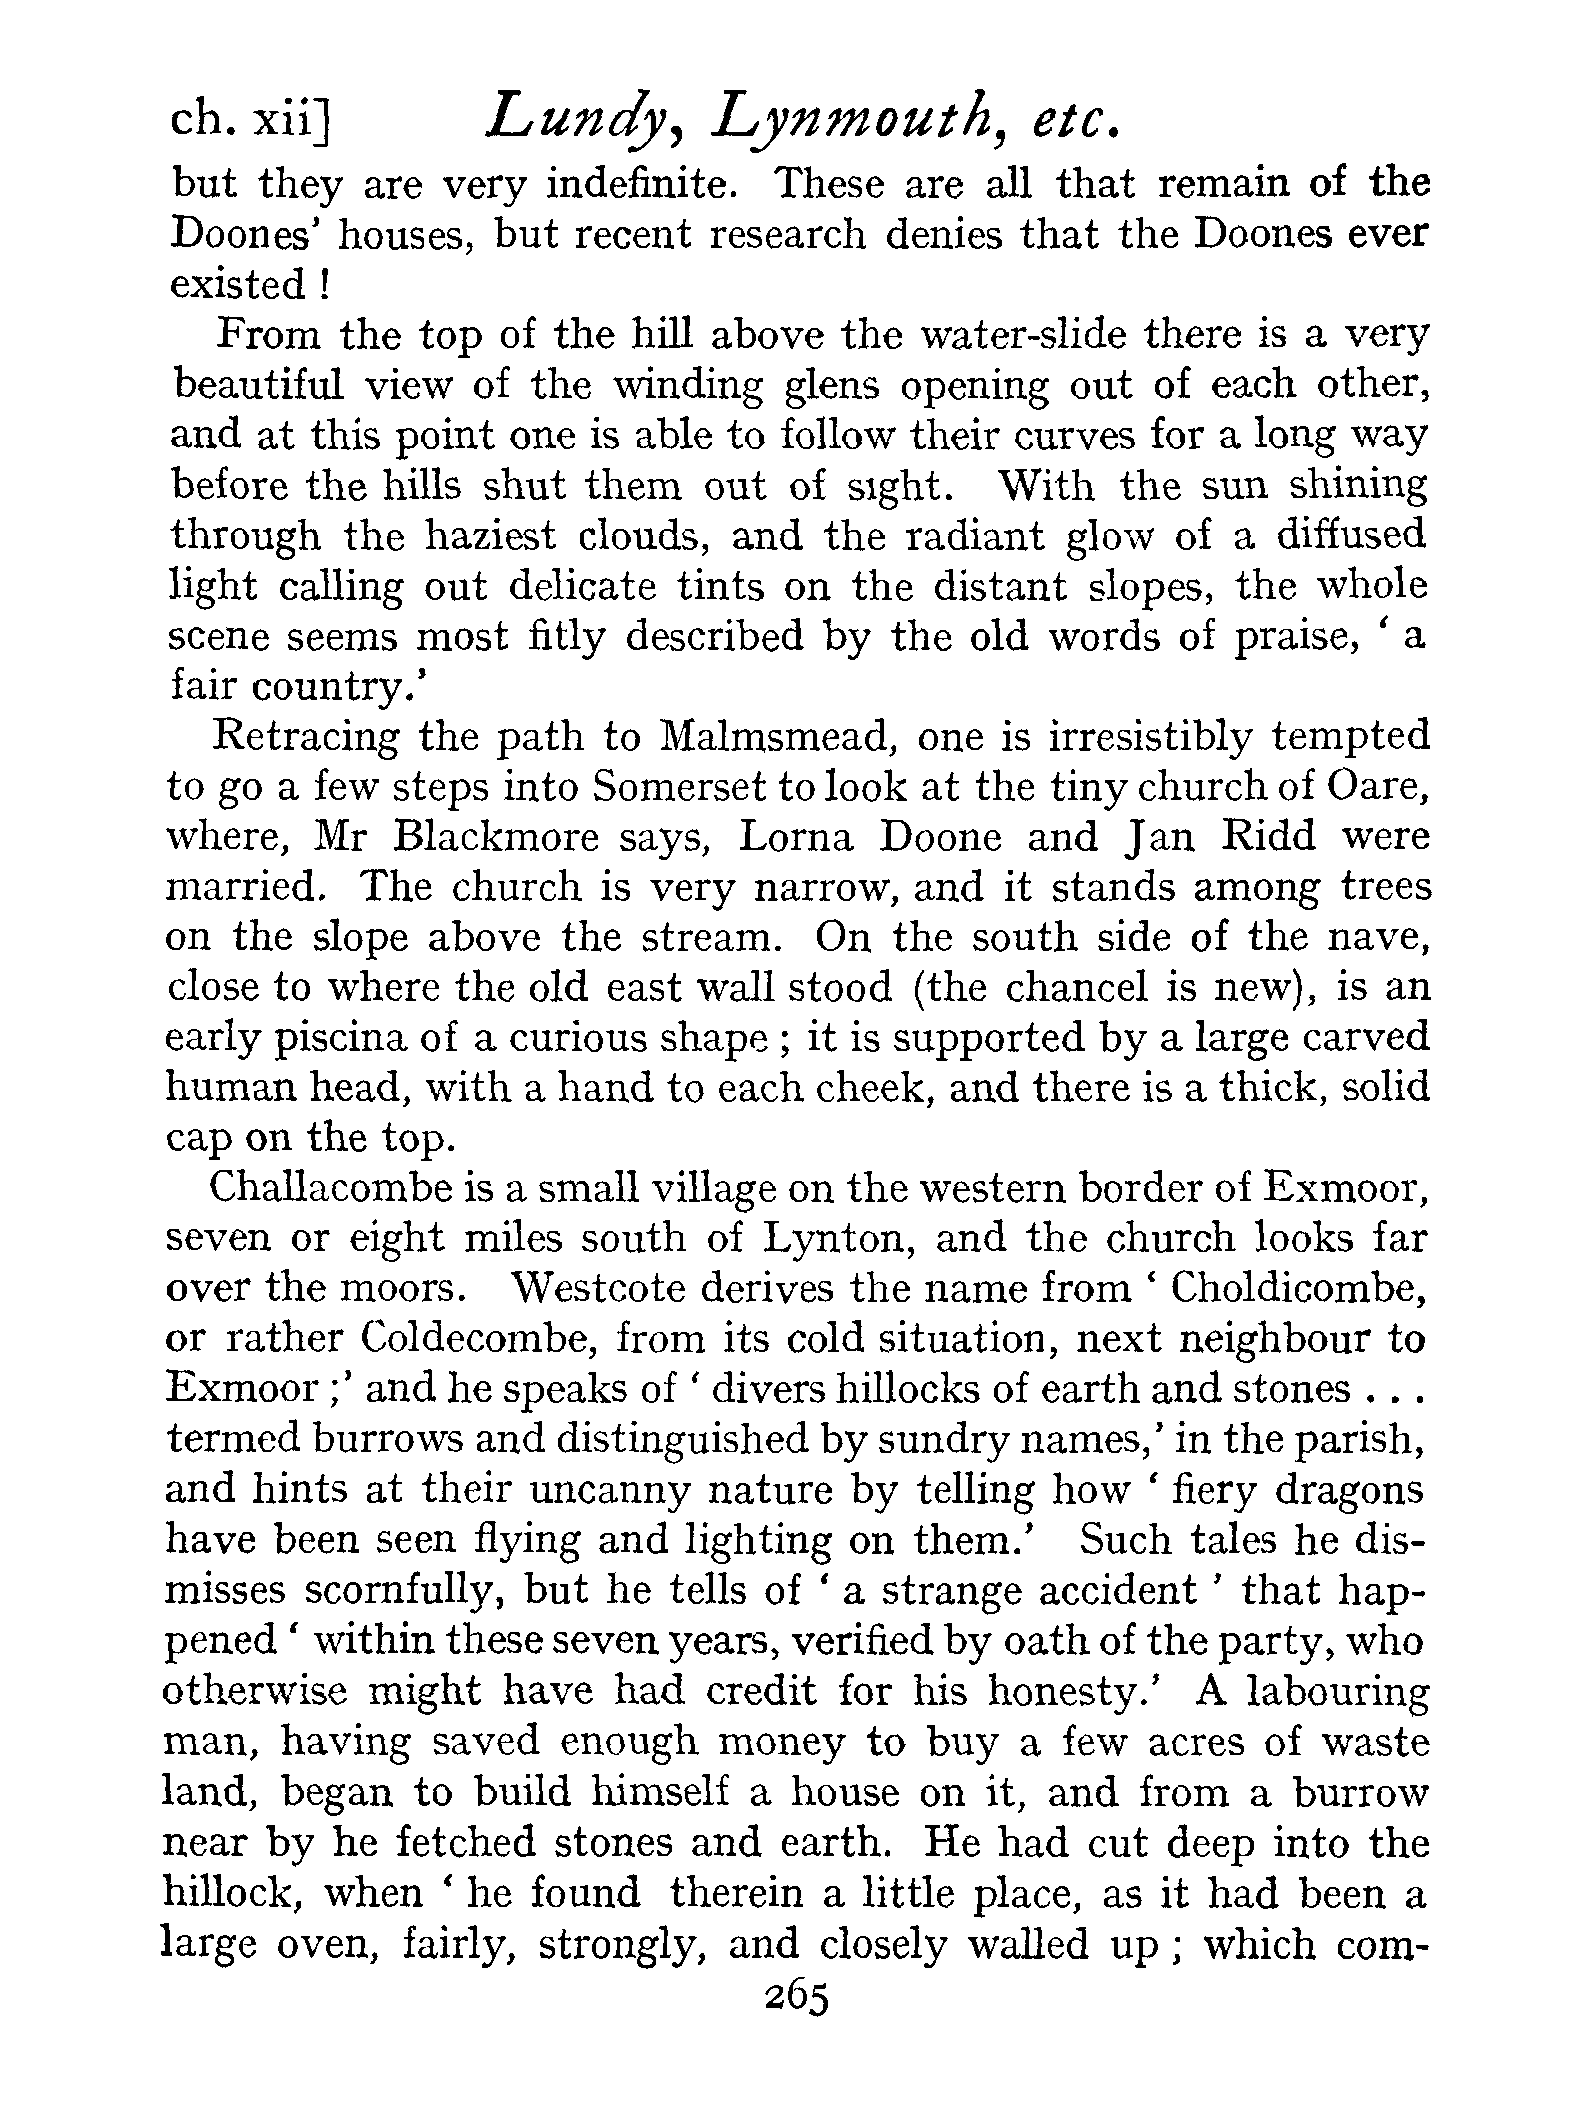 ch. xii] Lundy, Lynmouth, etc.
but they are very indefinite. These are all that remain of the
Doones' houses, but recent research denies that the Doones ever
existed !
From the top of the hill above the water-slide there is a very
beautiful view of the winding glens opening out of each other,
and at this point one is able to follow their curves for a long way
before the hills shut them out of sight. With the sun shining
through the haziest clouds, and the radiant glow of a diffused
light calling out delicate tints on the distant slopes, the whole
scene seems most fitly described by the old words of praise, ‘ a
fair country.’
Retracing the path to Malmsmead, one is irresistibly tempted
to go a few steps into Somerset to look at the tiny church of Oare,
where, Mr Blackmore says, Lorna Doone and Jan Ridd were
married. The church is very narrow, and it stands among trees
on the slope above the stream. On the south side of the nave,
close to where the old east wall stood (the chancel is new), is an
early piscina of a curious shape ; it is supported by a large carved
human head, with a hand to each cheek, and there is a thick, solid
cap on the top.
Challacombe is a small village on the western border of Exmoor,
seven or eight miles south of Lynton, and the church looks far
over the moors. Westcote derives the name from ‘ Choldicombe,
or rather Coldecombe, from its cold situation, next neighbour to
Exmoor ;’ and he speaks of ‘ divers hillocks of earth and stones . . .
termed burrows and distinguished by sundry names,’ in the parish,
and hints at their uncanny nature by telling how ‘ fiery dragons
have been seen flying and lighting on them.’ Such tales he dis-
misses scornfully, but he tells of ‘ a strange accident ’ that hap-
pened ‘ within these seven years, verified by oath of the party, who
otherwise might have had credit for his honesty.’ A labouring
man, having saved enough money to buy a few acres of waste
land, began to build himself a house on it, and from a burrow
near by he fetched stones and earth. He had cut deep into the
hillock, when ‘ he found therein a little place, as it had been a
large oven, fairly, strongly, and closely walled up ; which com-
265